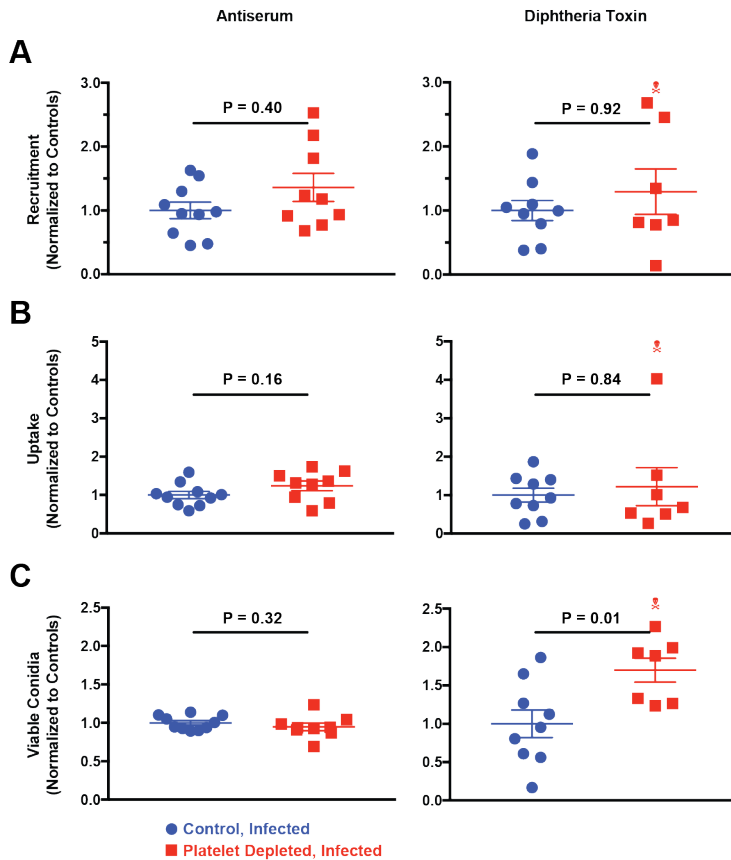 Antiserum
Diphtheria Toxin
A
Recruitment
(Normalized to Controls)
3.0
2.0
1.0
0.0
P = 0.40
3.0
2.0
1.0
0.0
P = 0.92
B
Uptake
(Normalized to Controls)
5
4
3
2
1
0
P = 0.16
5
4
3
2
1
0
P = 0.84
C
Viable Conidia
(Normalized to Controls)
2.5
2.0
1.5
1.0
0.5
0.0
P = 0.32
2.5
2.0
1.5
1.0
0.5
0.0
P = 0.01
Control, Infected
Platelet Depleted, Infected